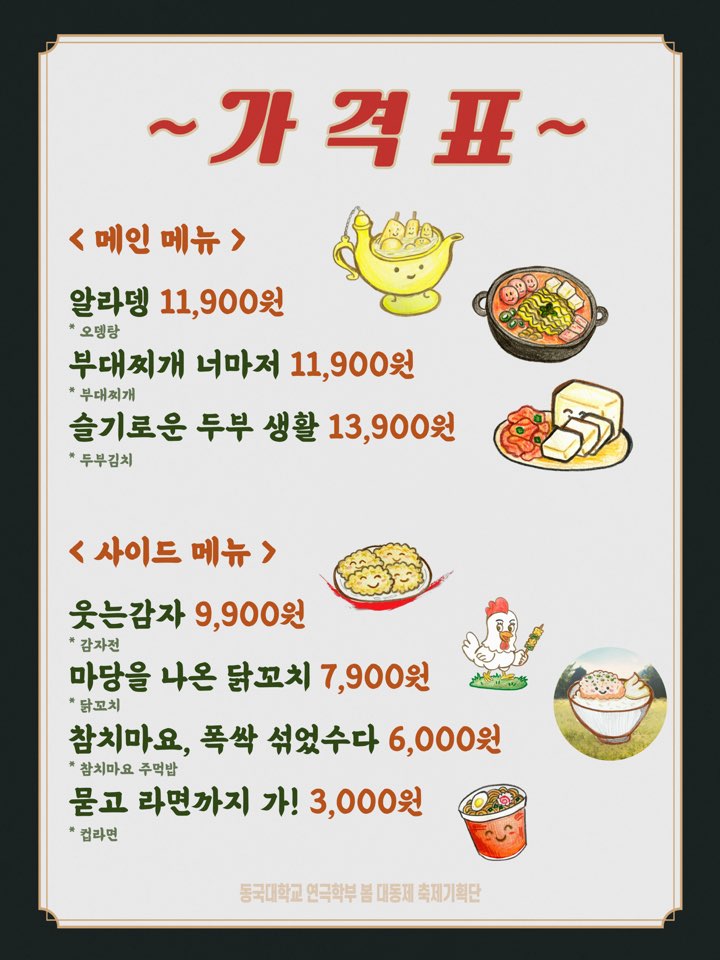 ~가격표~
< 메인 메뉴 >
알라뎅 11,900원
* 오뎅탕
부대찌개 너마저 11,900원
* 부대찌개
슬기로운 두부 생활 13,900원
* 두부김치
< 사이드 메뉴 >
웃는감자 9,900원
* 감자전
마당을 나온 닭꼬치 7,900원
* 닭꼬치
참치마요, 폭싹 섞었수다 6,000원
* 참치마요 주먹밥
묻고 라면까지 가! 3,000원
* 컵라면
동국대학교 연극학부 봄 대동제 축제기획단